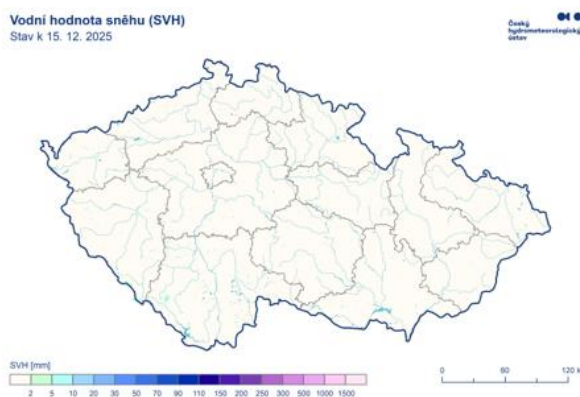 Vodní hodnota sněhu (SVH)
Stav k 15. 12. 2025
Český
hydrometeorologický
ústav
SVH [mm]
2 5 10 20 30 50 70 90 110 150 200 250 300 500 1000 1500
0 60 120 k